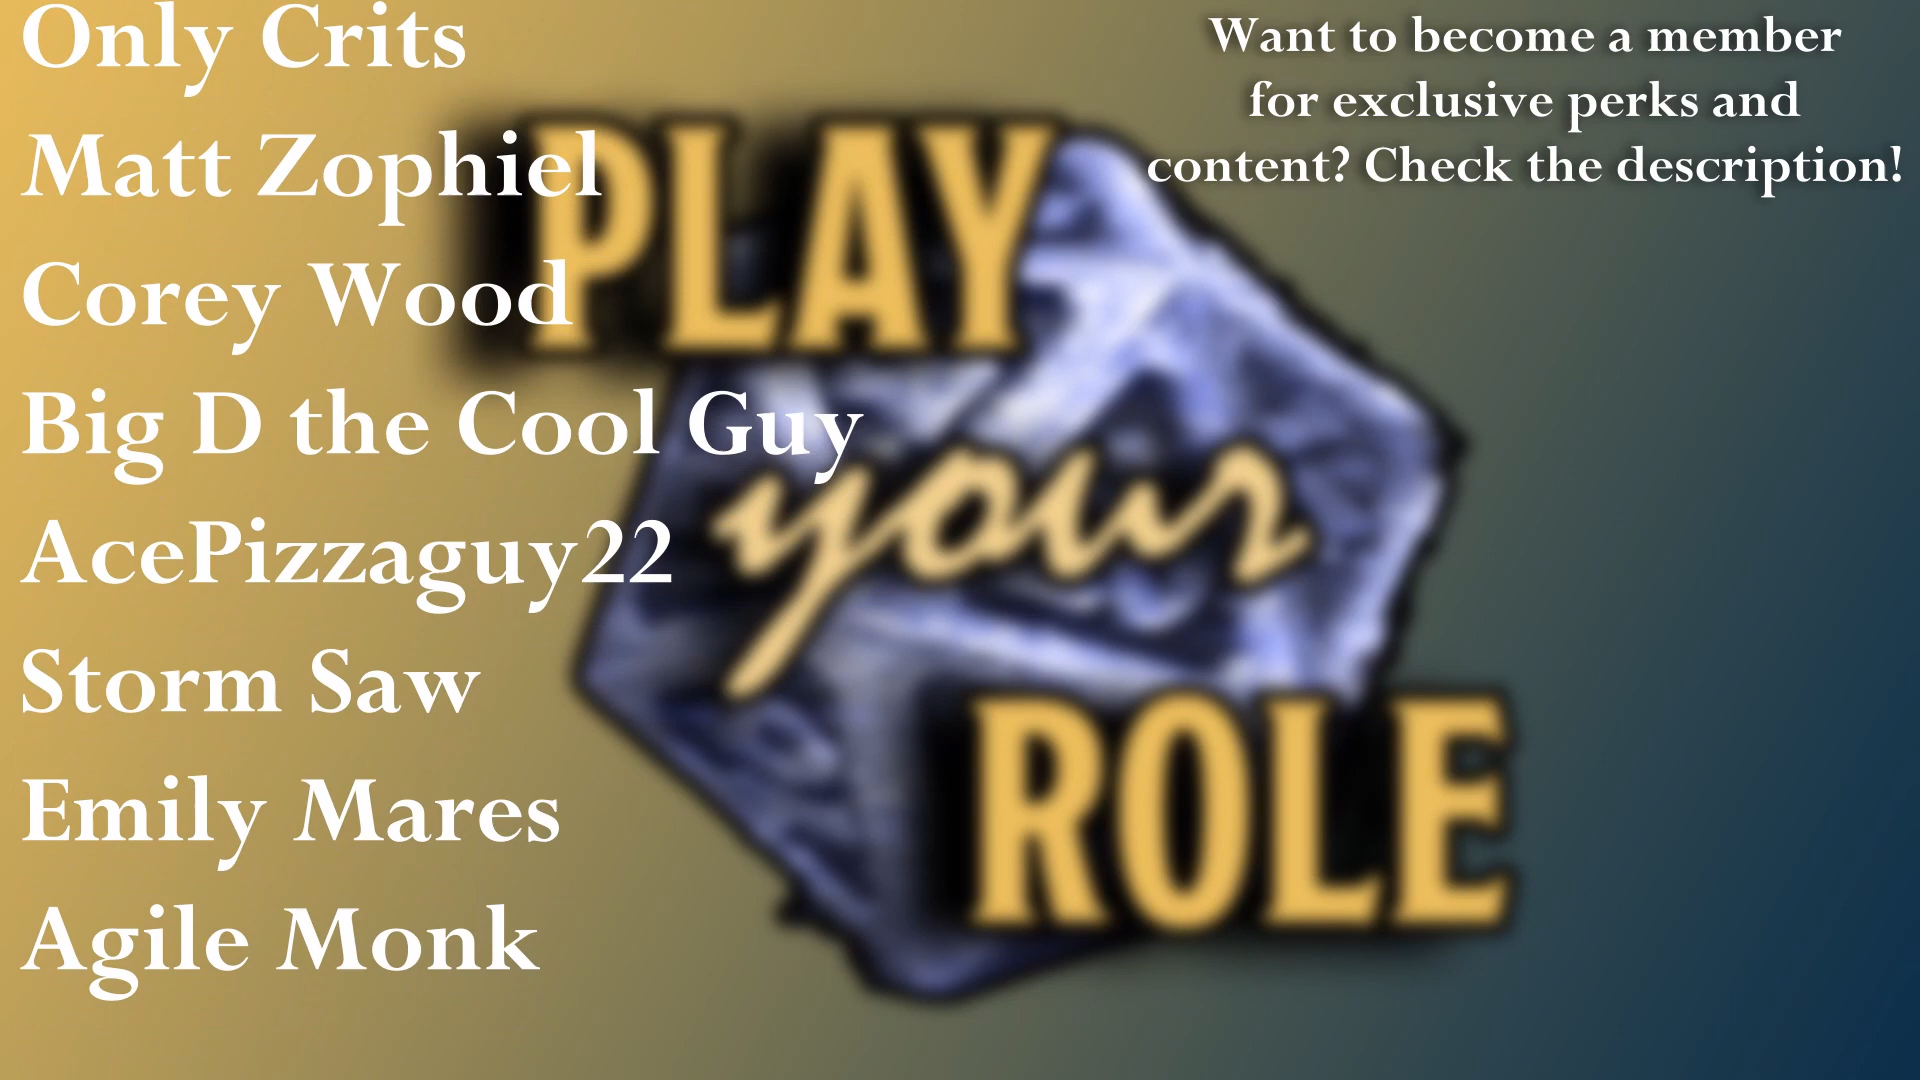 Only Crits
Matt Zophiel
Corey Wood
Big D the Cool Guy
AcePizzaguy22
Storm Saw
Emily Mares
Agile Monk
Want to become a member
for exclusive perks and
content? Check the description!
PLAY
your
ROLE